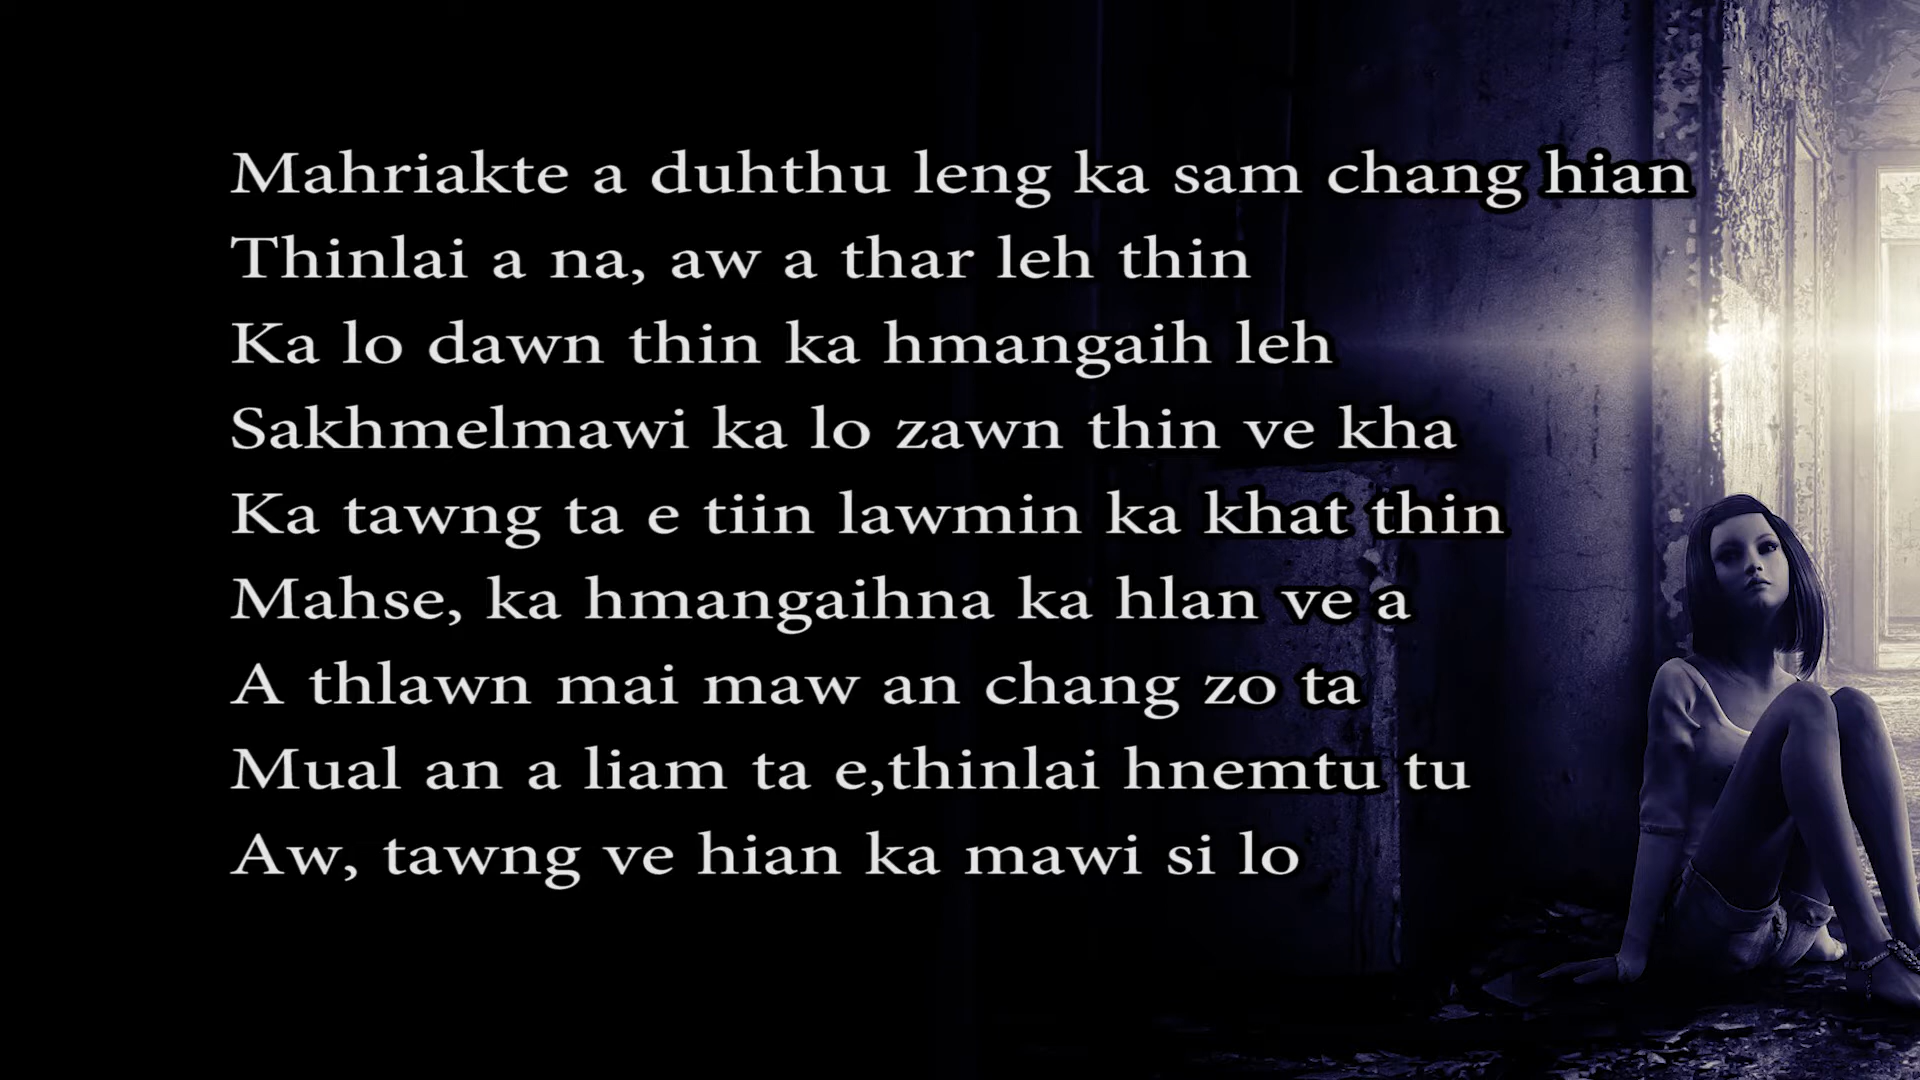 Mahriakte a duhthu leng ka sam chang hian
Thinlai a na, aw a thar leh thin
Ka lo dawn thin ka hmangaih leh
Sakhmelmawi ka lo zawn thin ve kha
Ka tawng ta e tiin lawmin ka khat thin
Mahse, ka hmangaihna ka hlan ve a
A thlawn mai maw an chang zo ta
Mual an a liam ta e,thinlai hnemtu tu
Aw, tawng ve hian ka mawi si lo